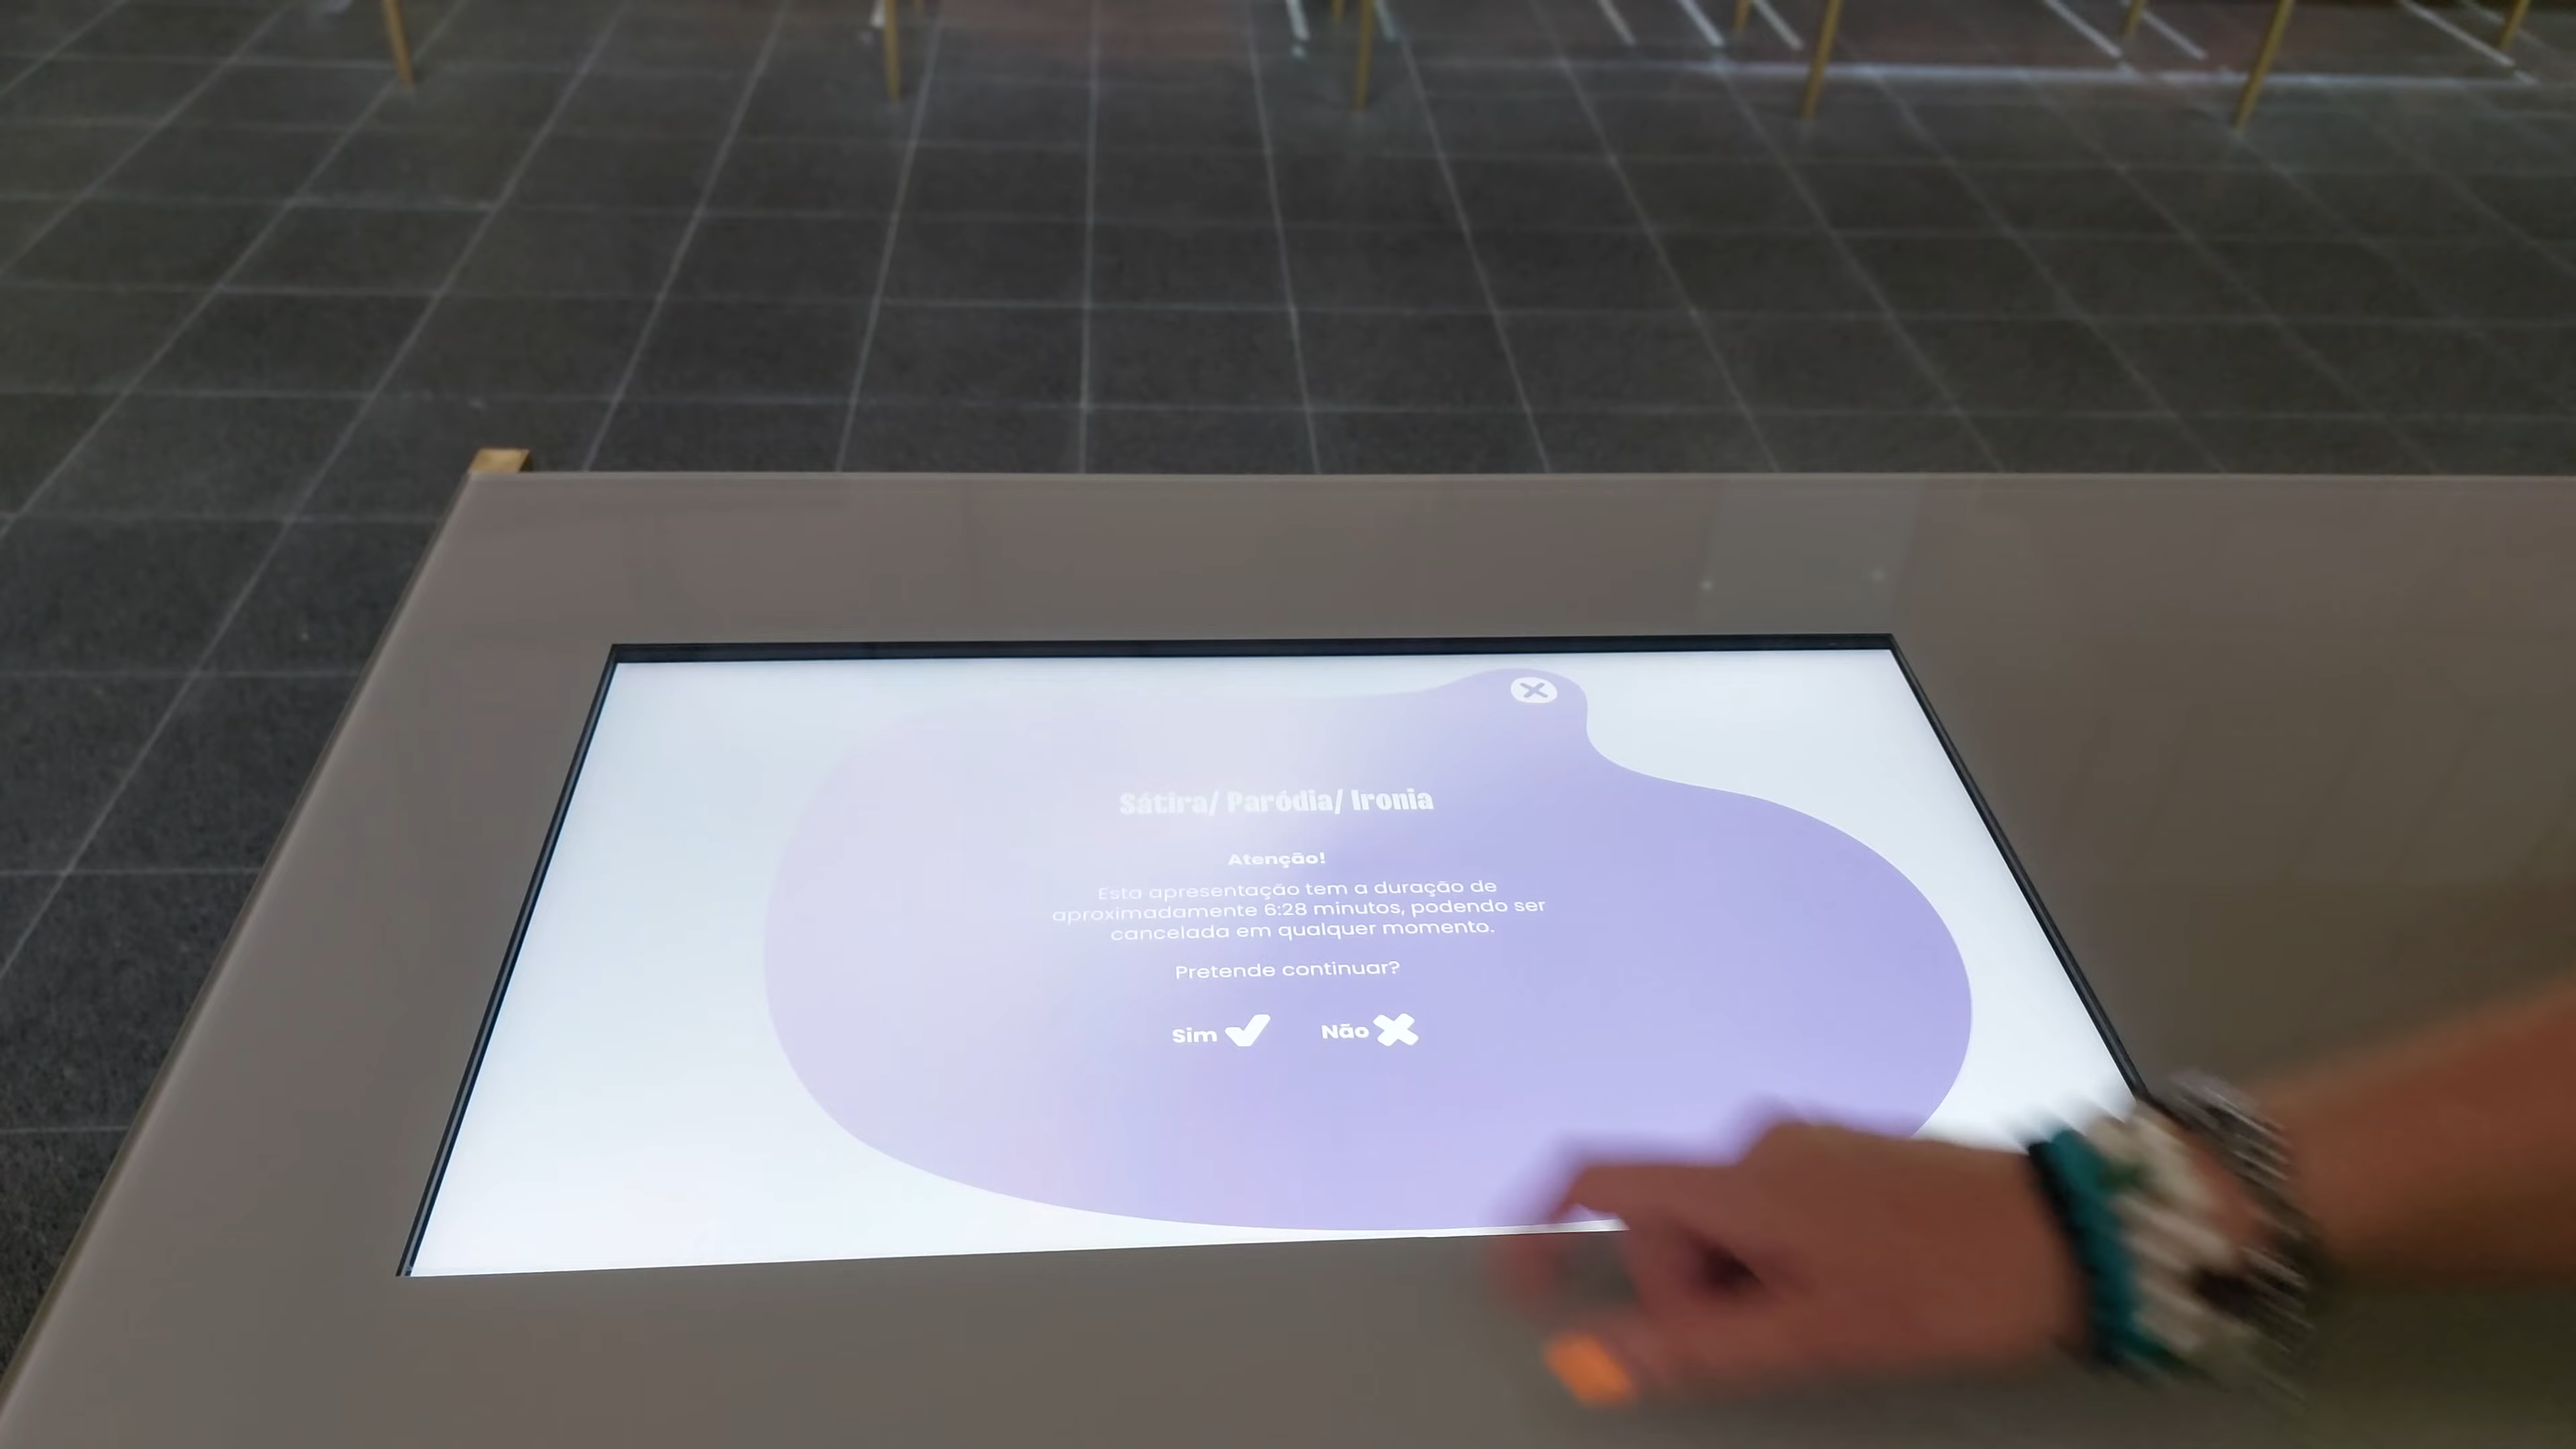 Sátira/ Paródia/ Ironia
Atenção!
Esta apresentação tem a duração de
aproximadamente 6:28 minutos, podendo ser
cancelada em qualquer momento.
Pretende continuar?
Sim Não